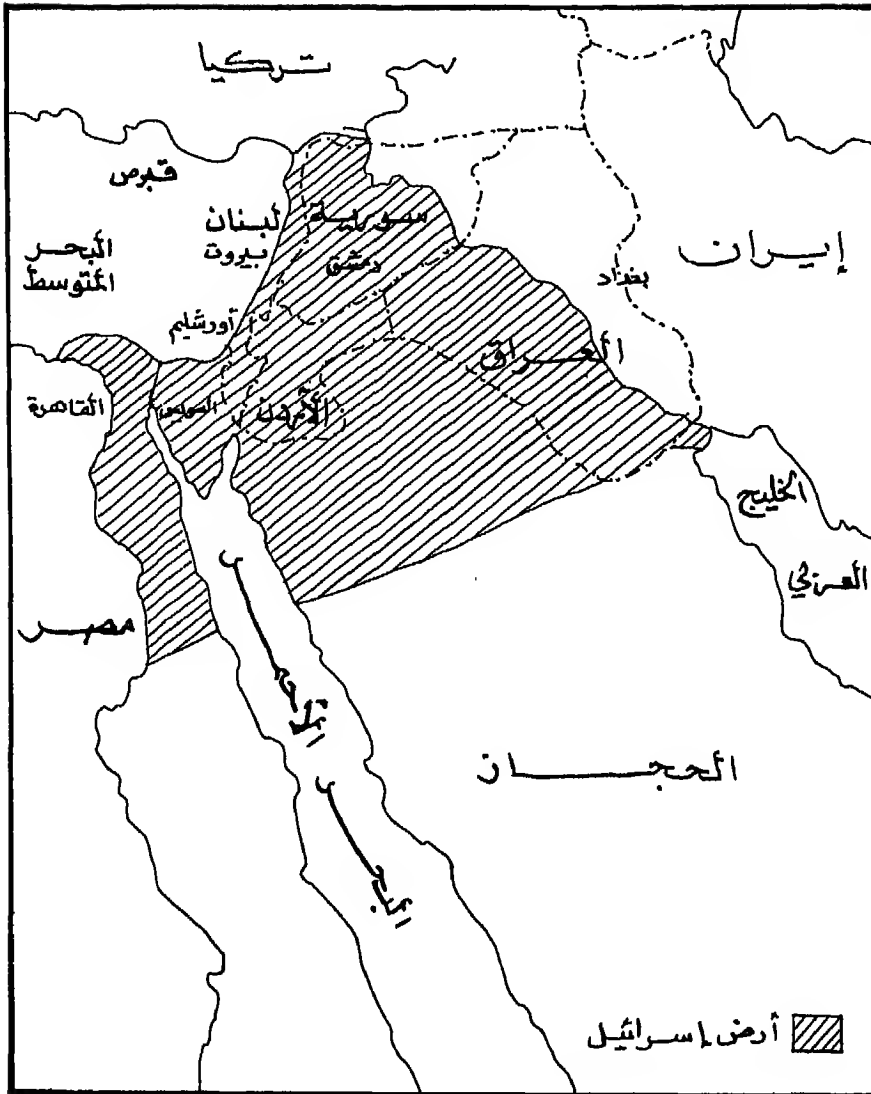 تركيا
قبرص
لبنان
بيروت
سورية
دمشق
البحر
المتوسط
إيران
بغداد
أورشليم
العراق
القاهرة
السويس
الأردن
الخليج
العربي
مصر
الحجاز
أرض إسرائيل